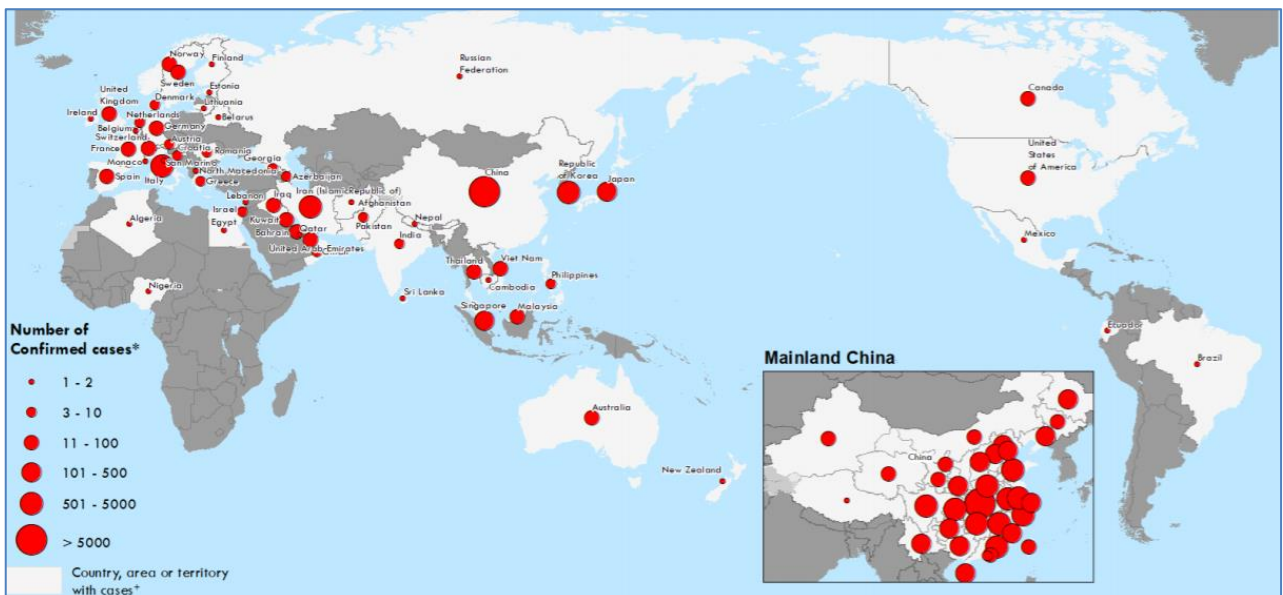 Norway
Finland
Russian
Federation
Sweden
Estonia
United
Kingdom
Denmark
Lithuania
Ireland
Netherlands
Belarus
Belgium
Germany
Switzerland
Austria
France
Croatia
Romania
Monaco
San Marino
Georgia
North Macedonia
Azerbaijan
Spain
Italy
Greece
China
Republic
of Korea
Japan
Lebanon
Iraq
Iran (IslamicRepublic of)
Afghanistan
Israel
Kuwait
Nepal
Algeria
Egypt
Bahrain
Qatar
Pakistan
India
United Arab Emirates
Thailand
Viet Nam
Philippines
Cambodia
Nigeria
Sri Lanka
Singapore
Malaysia
Australia
New Zealand
Canada
United
States
of America
Mexico
Ecuador
Brazil
Number of
Confirmed cases*
1 - 2
3 - 10
11 - 100
101 - 500
501 - 5000
> 5000
Country, area or territory
with cases⁺
Mainland China
China